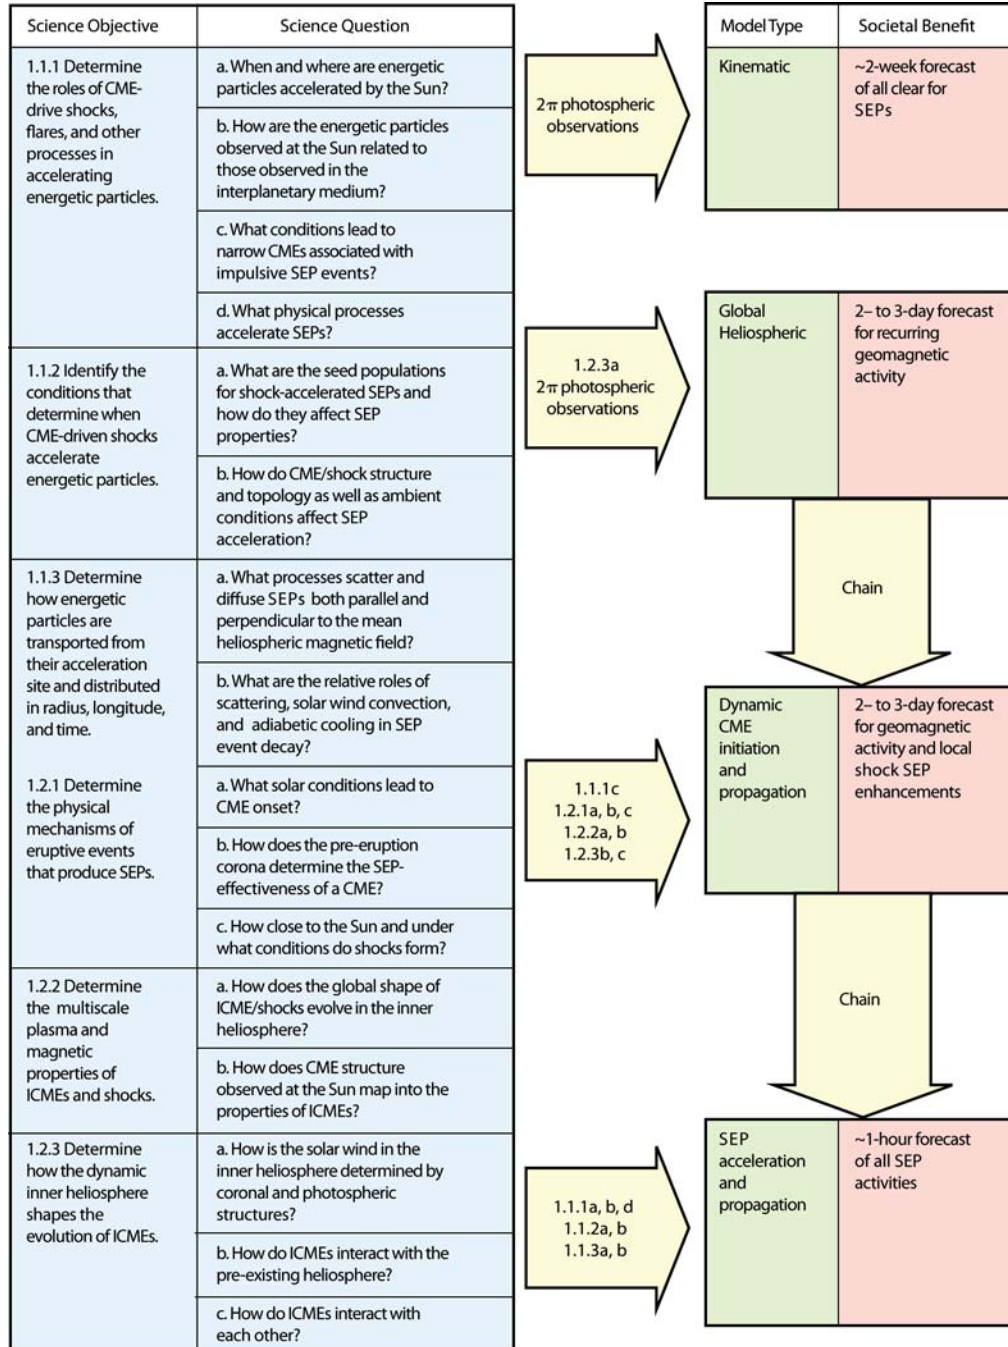 Science Objective
Science Question
1.1.1 Determine
the roles of CME-
drive shocks,
flares, and other
processes in
accelerating
energetic particles.
a. When and where are energetic
particles accelerated by the Sun?
b. How are the energetic particles
observed at the Sun related to
those observed in the
interplanetary medium?
c. What conditions lead to
narrow CMEs associated with
impulsive SEP events?
d. What physical processes
accelerate SEPs?
1.1.2 Identify the
conditions that
determine when
CME-driven shocks
accelerate
energetic particles.
a. What are the seed populations
for shock-accelerated SEPs and
how do they affect SEP
properties?
b. How do CME/shock structure
and topology as well as ambient
conditions affect SEP
acceleration?
1.1.3 Determine
how energetic
particles are
transported from
their acceleration
site and distributed
in radius, longitude,
and time.
a. What processes scatter and
diffuse SEPs both parallel and
perpendicular to the mean
heliospheric magnetic field?
b. What are the relative roles of
scattering, solar wind convection,
and adiabetic cooling in SEP
event decay?
1.2.1 Determine
the physical
mechanisms of
eruptive events
that produce SEPs.
a. What solar conditions lead to
CME onset?
b. How does the pre-eruption
corona determine the SEP-
effectiveness of a CME?
c. How close to the Sun and under
what conditions do shocks form?
1.2.2 Determine
the multiscale
plasma and
magnetic
properties of
ICMEs and shocks.
a. How does the global shape of
ICME/shocks evolve in the inner
heliosphere?
b. How does CME structure
observed at the Sun map into the
properties of ICMEs?
1.2.3 Determine
how the dynamic
inner heliosphere
shapes the
evolution of ICMEs.
a. How is the solar wind in the
inner heliosphere determined by
coronal and photospheric
structures?
b. How do ICMEs interact with the
pre-existing heliosphere?
c. How do ICMEs interact with
each other?
2π photospheric
observations
1.2.3a
2π photospheric
observations
1.1.1c
1.2.1a, b, c
1.2.2a, b
1.2.3b, c
1.1.1a, b, d
1.1.2a, b
1.1.3a, b
Model Type
Societal Benefit
Kinematic
~2-week forecast
of all clear for
SEPs
Global
Heliospheric
2– to 3-day forecast
for recurring
geomagnetic
activity
Chain
Dynamic
CME
initiation
and
propagation
2– to 3-day forecast
for geomagnetic
activity and local
shock SEP
enhancements
Chain
SEP
acceleration
and
propagation
~1-hour forecast
of all SEP
activities